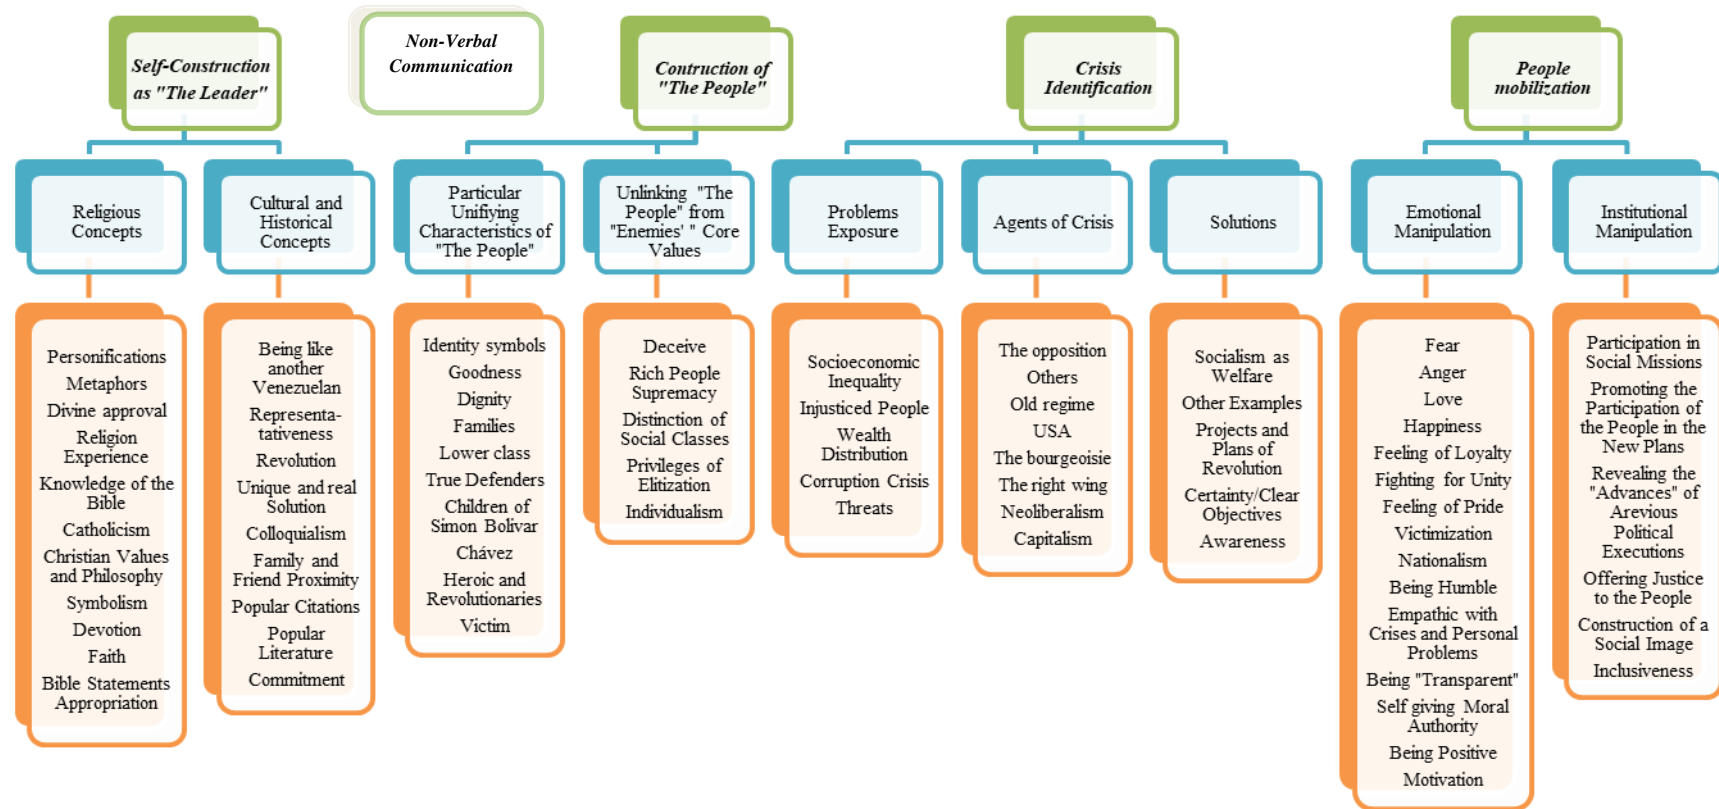 Self-Construction
as "The Leader"
Non-Verbal
Communication
Contruction of
"The People"
Crisis
Identification
People
mobilization
Religious
Concepts
Cultural and
Historical
Concepts
Particular
Unifiying
Characteristics of
"The People"
Unlinking "The
People" from
"Enemies' " Core
Values
Problems
Exposure
Agents of Crisis
Solutions
Emotional
Manipulation
Institutional
Manipulation
Personifications
Metaphors
Divine approval
Religion
Experience
Knowledge of the
Bible
Catholicism
Christian Values
and Philosophy
Symbolism
Devotion
Faith
Bible Statements
Appropriation
Being like
another
Venezuelan
Representa-
tativeness
Revolution
Unique and real
Solution
Colloquialism
Family and
Friend Proximity
Popular Citations
Popular
Literature
Commitment
Identity symbols
Goodness
Dignity
Families
Lower class
True Defenders
Children of
Simon Bolivar
Chávez
Heroic and
Revolutionaries
Victim
Deceive
Rich People
Supremacy
Distinction of
Social Classes
Privileges of
Elitization
Individualism
Socioeconomic
Inequality
Injusticed People
Wealth
Distribution
Corruption Crisis
Threats
The opposition
Others
Old regime
USA
The bourgeoisie
The right wing
Neoliberalism
Capitalism
Socialism as
Welfare
Other Examples
Projects and
Plans of
Revolution
Certainty/Clear
Objectives
Awareness
Fear
Anger
Love
Happiness
Feeling of Loyalty
Fighting for Unity
Feeling of Pride
Victimization
Nationalism
Being Humble
Empathic with
Crises and Personal
Problems
Being "Transparent"
Self giving Moral
Authority
Being Positive
Motivation
Participation in
Social Missions
Promoting the
Participation of
the People in the
New Plans
Revealing the
"Advances" of
Arevious
Political
Executions
Offering Justice
to the People
Construction of a
Social Image
Inclusiveness